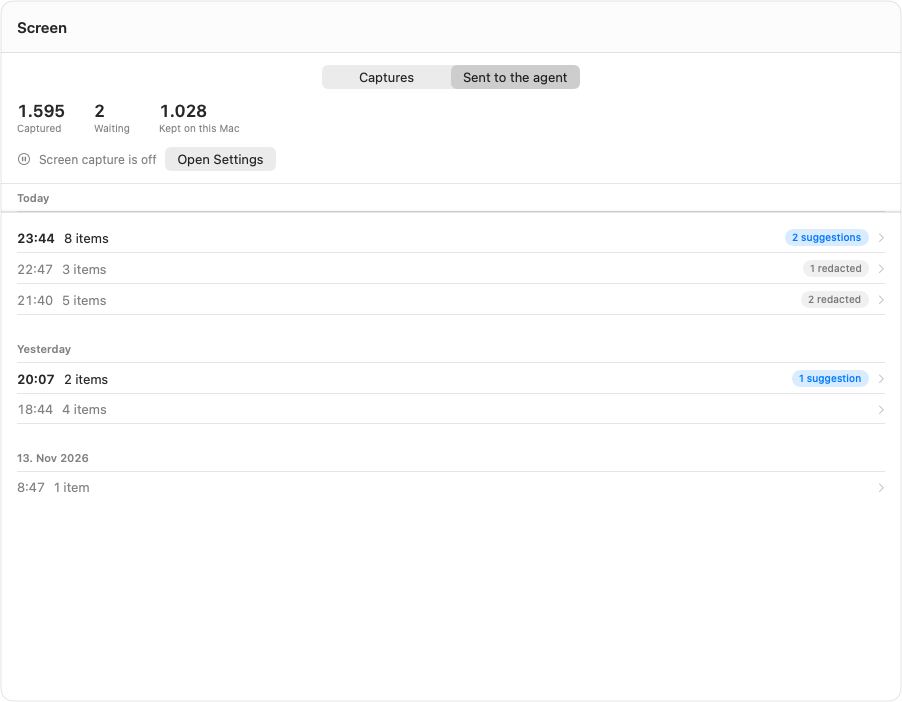 Screen
Captures Sent to the agent
1.595 2 1.028
Captured Waiting Kept on this Mac
Screen capture is off Open Settings
Today
23:44 8 items 2 suggestions
22:47 3 items 1 redacted
21:40 5 items 2 redacted
Yesterday
20:07 2 items 1 suggestion
18:44 4 items
13. Nov 2026
8:47 1 item